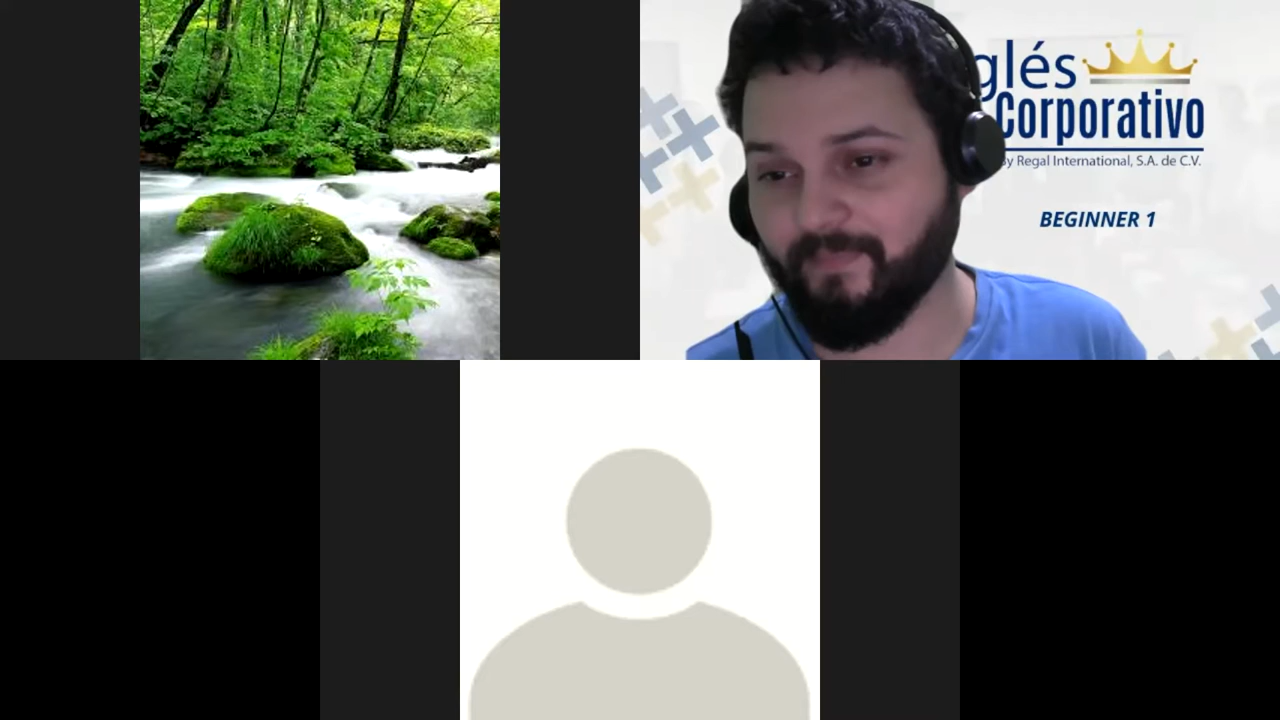 glés
Corporativo
by Regal International, S.A. de C.V.
BEGINNER 1